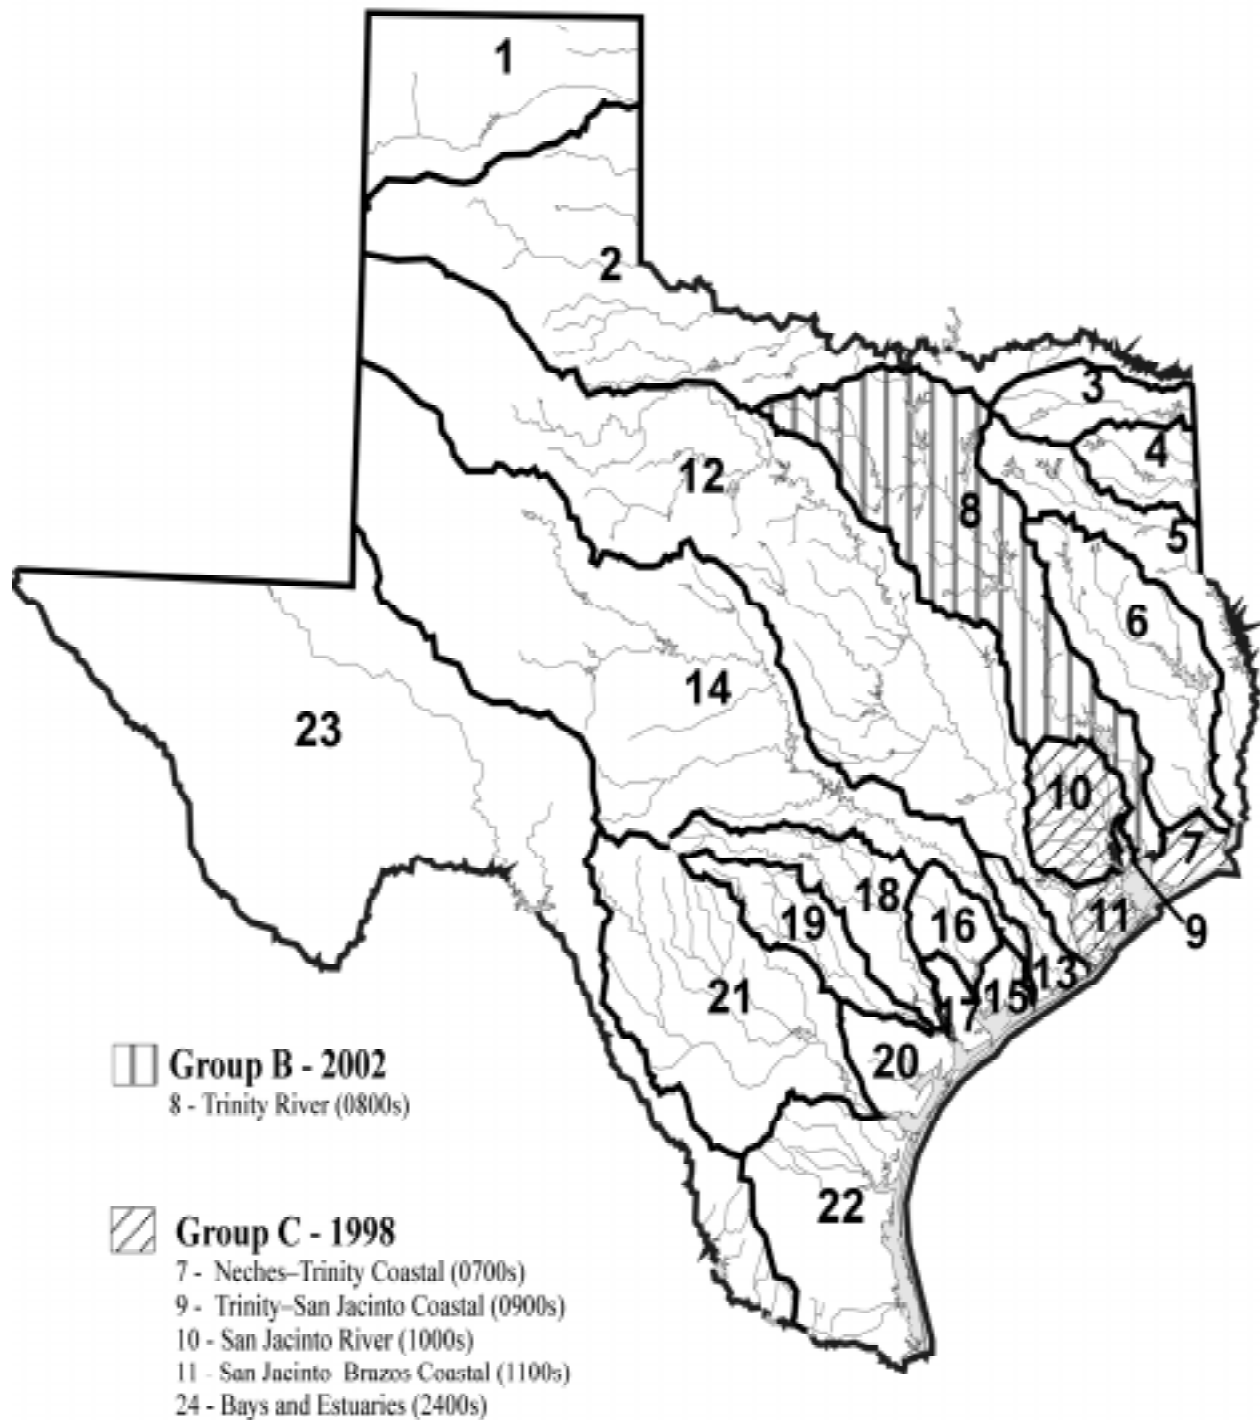 1
2
3
4
5
12
8
6
14
23
10
7
11
9
18
19
16
13
15
17
21
20
22
Group B - 2002
8 - Trinity River (0800s)
Group C - 1998
7 - Neches–Trinity Coastal (0700s)
9 - Trinity–San Jacinto Coastal (0900s)
10 - San Jacinto River (1000s)
11 - San Jacinto Brazos Coastal (1100s)
24 - Bays and Estuaries (2400s)